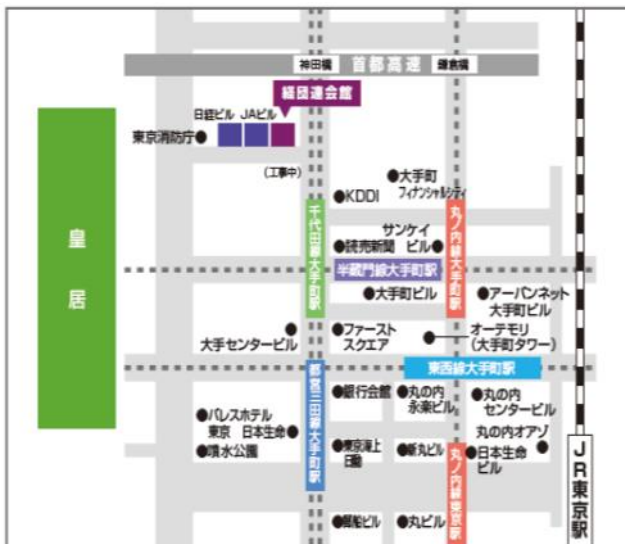 神田橋
首都高速
鎌倉橋
経団連会館
日経ビル JAビル
東京消防庁
(工事中)
大手町
フィナンシャルシティ
KDDI
サンケイ
読売新聞 ビル
皇居
千代田線大手町駅
丸ノ内線大手町駅
半蔵門線大手町駅
大手町ビル
アーバンネット
大手町ビル
大手センタービル
ファースト
スクエア
オーテモリ
(大手町タワー)
東西線大手町駅
都営三田線大手町駅
銀行会館
丸の内
永楽ビル
丸の内
センタービル
パレスホテル
東京 日本生命
噴水公園
東京海上
日動
新丸ビル
丸の内オアゾ
日本生命
ビル
丸ノ内線東京駅
郵船ビル
丸ビル
JR東京駅